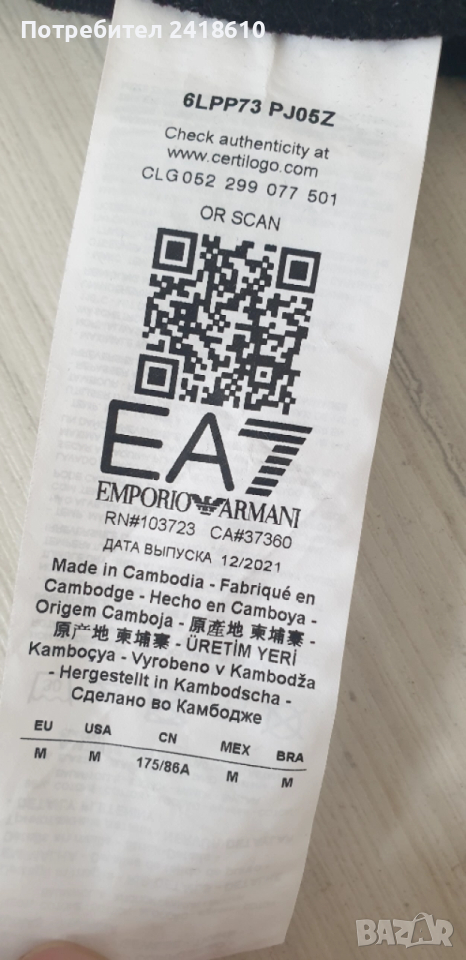 Потребител 2418610
6LPP73 PJ05Z
Check authenticity at
www.certilogo.com
CLG 052 299 077 501
OR SCAN
EA7
EMPORIO ARMANI
RN#103723 CA#37360
ДАТА ВЫПУСКА 12/2021
Made in Cambodia - Fabriqué en
Cambodge - Hecho en Camboya -
Origem Camboja - 原產地 柬埔寨 -
原产地 柬埔寨 - ÜRETİM YERİ
Kamboçya - Vyrobeno v Kambodža
- Hergestellt in Kambodscha -
Сделано во Камбодже
EU USA CN MEX BRA
M M 175/86A M M
BAZAR